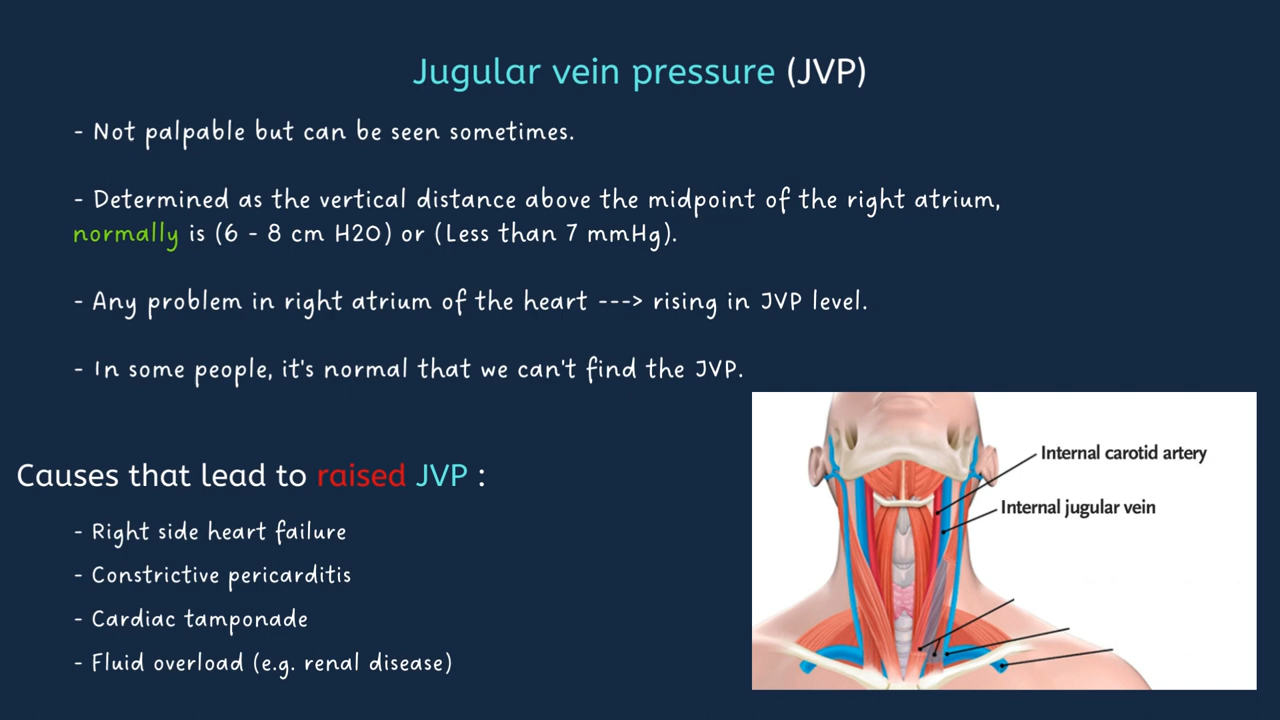 Jugular vein pressure (JVP)
- Not palpable but can be seen sometimes.
- Determined as the vertical distance above the midpoint of the right atrium,
normally is (6 - 8 cm H2O) or (Less than 7 mmHg).
- Any problem in right atrium of the heart ---> rising in JVP level.
- In some people, it's normal that we can't find the JVP.
Causes that lead to raised JVP :
- Right side heart failure
- Constrictive pericarditis
- Cardiac tamponade
- Fluid overload (e.g. renal disease)
Internal carotid artery
Internal jugular vein